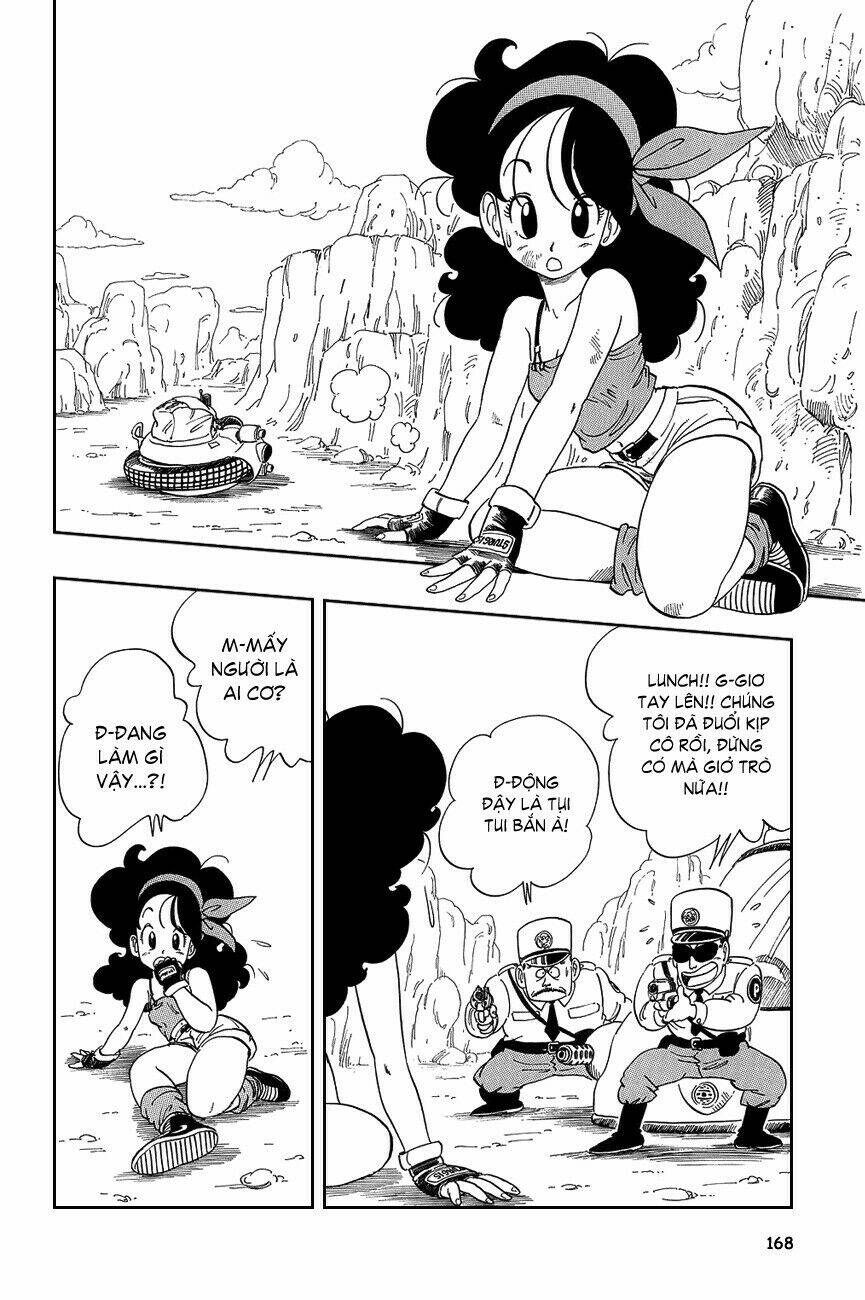 LUNCH!! G-GIƠ
TAY LÊN!! CHÚNG
TÔI ĐÃ ĐUỔI KỊP
CÔ RỒI, ĐỪNG
CÓ MÀ GIỞ TRÒ
NỮA!!
Đ-ĐỘNG
ĐẬY LÀ TỤI
TUI BẮN À!
M-MẤY
NGƯỜI LÀ
AI CƠ?
Đ-ĐANG
LÀM GÌ
VẬY...?!
168